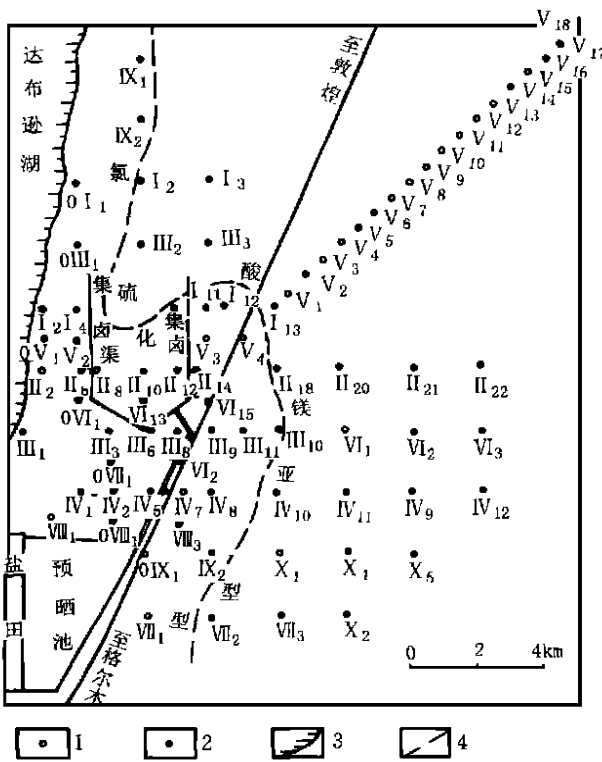 达布逊湖
至敦煌
V18
V17
V16
V15
V14
V13
V12
V11
V10
V9
V8
V7
V6
V5
V4
V3
V2
V1
IX1
IX2
氯
I2
I3
0I1
0III1
III2
III3
集卤渠
硫
酸
化
集卤
I2
I4
I11
I12
I13
0V1
V2
V3
V4
II2
II6
II8
II10
II12
II14
II18
II20
II21
II22
0VI1
VI13
VI15
镁
III1
III3
III6
III8
III9
III11
III10
VI1
VI2
VI3
0VII1
VI2
亚
IV1
IV2
IV5
IV7
IV8
IV10
IV11
IV9
IV12
VIII1
0VIII1
VIII3
盐田
预晒池
0IX1
IX2
X1
X1
X5
型
型
VII1
VII2
VII3
X2
至格尔木
0 2 4km
1 2 3 4